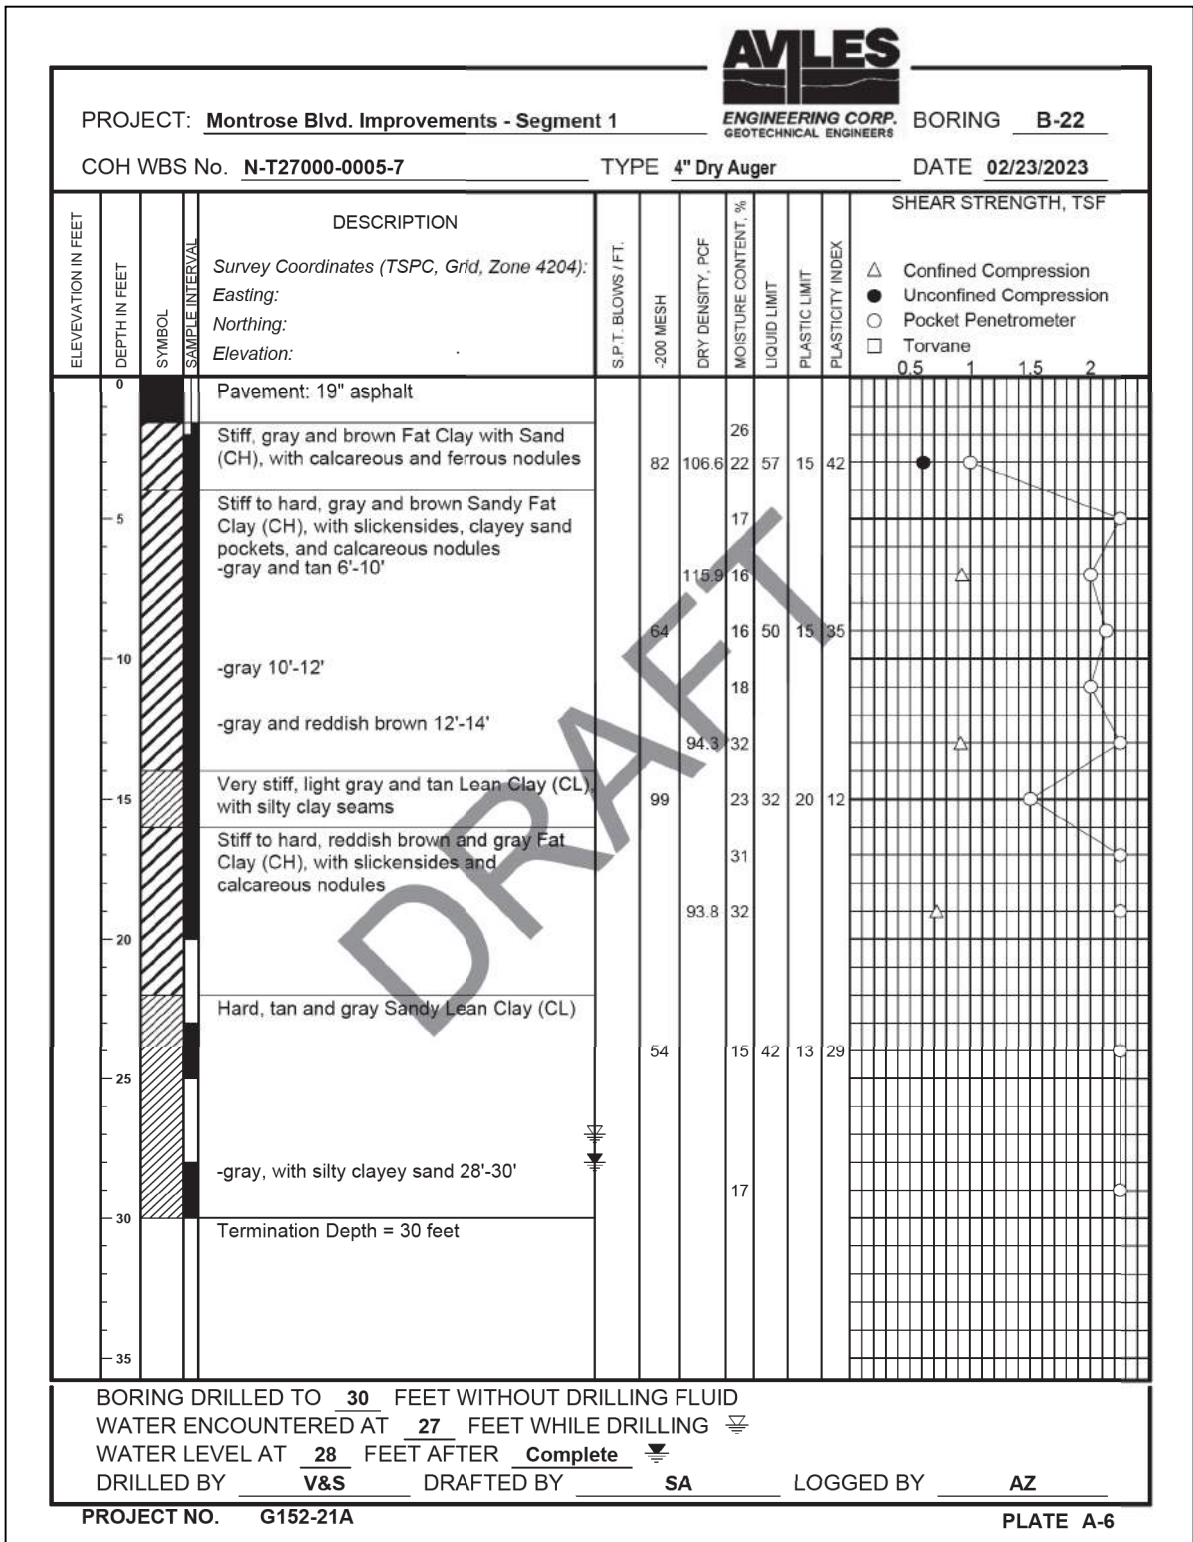 AVILES
ENGINEERING CORP.
GEOTECHNICAL ENGINEERS
PROJECT: Montrose Blvd. Improvements - Segment 1
BORING B-22
COH WBS No. N-T27000-0005-7
TYPE 4" Dry Auger
DATE 02/23/2023
ELEVEVATION IN FEET
DEPTH IN FEET
SYMBOL
SAMPLE INTERVAL
DESCRIPTION
Survey Coordinates (TSPC, Grid, Zone 4204):
Easting:
Northing:
Elevation:
S.P.T. BLOWS / FT.
-200 MESH
DRY DENSITY, PCF
MOISTURE CONTENT, %
LIQUID LIMIT
PLASTIC LIMIT
PLASTICITY INDEX
SHEAR STRENGTH, TSF
△ Confined Compression
● Unconfined Compression
○ Pocket Penetrometer
□ Torvane
0.5 1 1.5 2
0
Pavement: 19" asphalt
Stiff, gray and brown Fat Clay with Sand
26
(CH), with calcareous and ferrous nodules
82 106.6 22 57 15 42
Stiff to hard, gray and brown Sandy Fat
5
Clay (CH), with slickensides, clayey sand
17
pockets, and calcareous nodules
-gray and tan 6'-10'
115.9 16
64 16 50 15 35
10
-gray 10'-12'
18
-gray and reddish brown 12'-14'
94.3 32
Very stiff, light gray and tan Lean Clay (CL),
15
with silty clay seams
99 23 32 20 12
Stiff to hard, reddish brown and gray Fat
Clay (CH), with slickensides and
31
calcareous nodules
93.8 32
20
Hard, tan and gray Sandy Lean Clay (CL)
54 15 42 13 29
25
-gray, with silty clayey sand 28'-30'
17
30
Termination Depth = 30 feet
35
DRAFT
BORING DRILLED TO 30 FEET WITHOUT DRILLING FLUID
WATER ENCOUNTERED AT 27 FEET WHILE DRILLING
WATER LEVEL AT 28 FEET AFTER Complete
DRILLED BY V&S DRAFTED BY SA LOGGED BY AZ
PROJECT NO. G152-21A
PLATE A-6